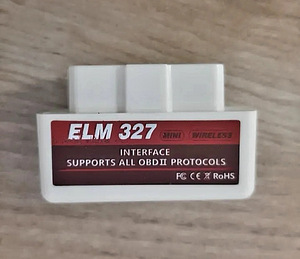 ELM 327 MINI WIRELESS
INTERFACE
SUPPORTS ALL OBDII PROTOCOLS
FC CE RoHS